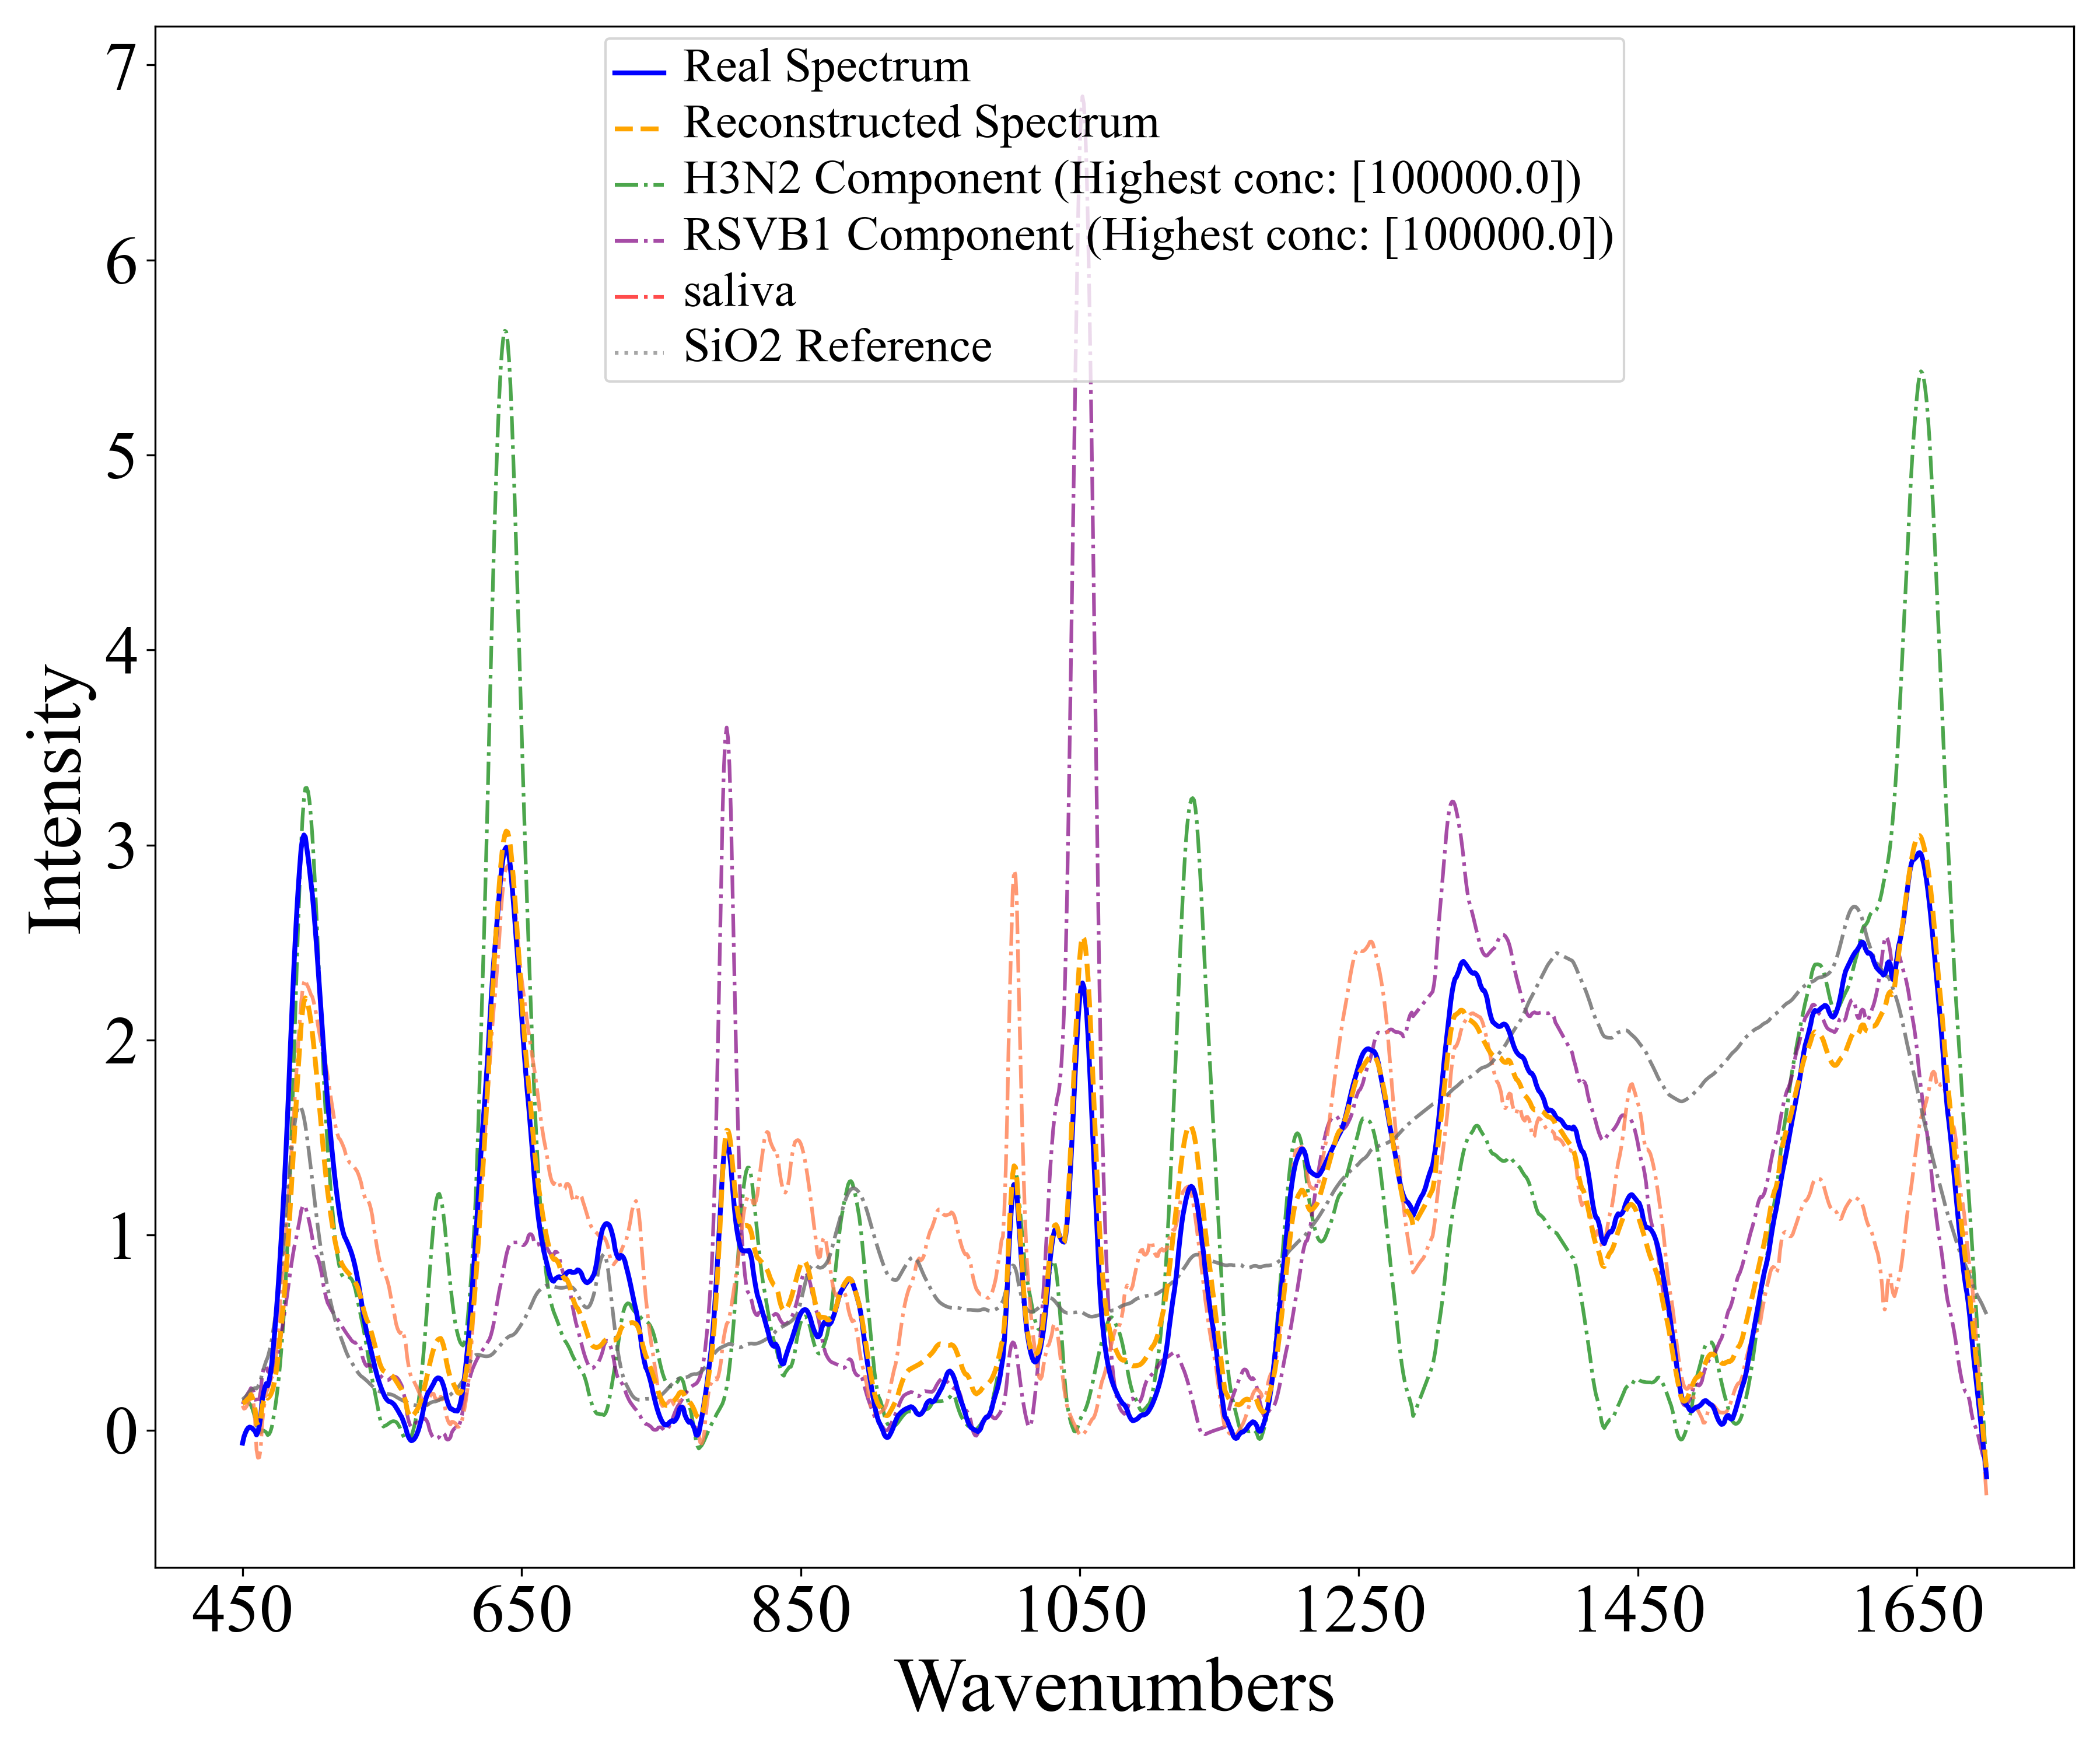 Real Spectrum
Reconstructed Spectrum
H3N2 Component (Highest conc: [100000.0])
RSVB1 Component (Highest conc: [100000.0])
saliva
SiO2 Reference
7
6
5
4
3
2
1
0
Intensity
450 650 850 1050 1250 1450 1650
Wavenumbers